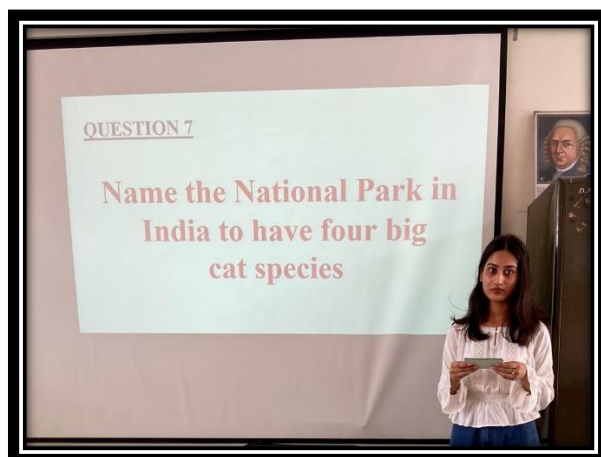 QUESTION 7
Name the National Park in
India to have four big
cat species